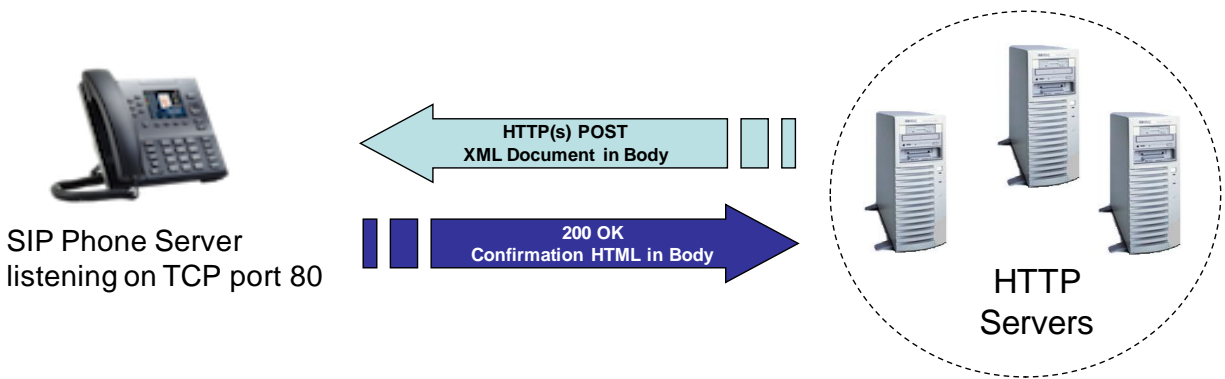 HTTP(s) POST
XML Document in Body
200 OK
Confirmation HTML in Body
SIP Phone Server
listening on TCP port 80
HTTP
Servers